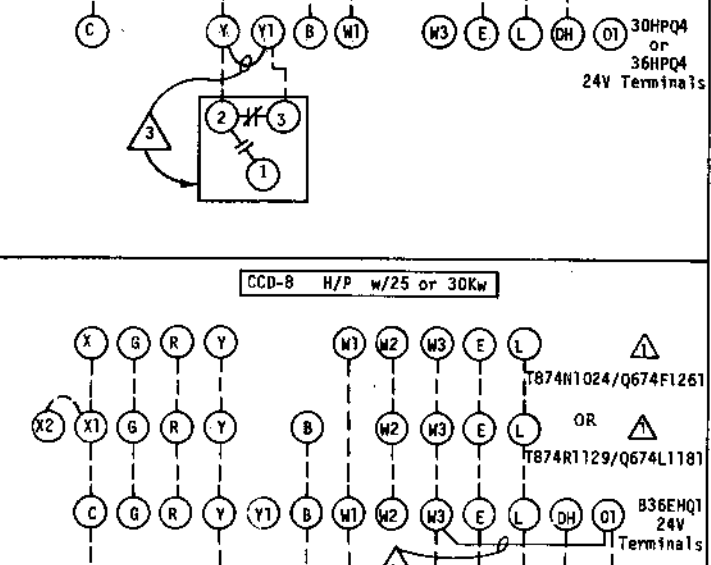 C Y Y1 B W1 W3 E L DH O1 30HPQ4
or
36HPQ4
24V Terminals
2 3
3
1
CCD-8 H/P w/25 or 30Kw
X G R Y W1 W2 W3 E L 1
T874N1024/Q674F1261
X2 X1 G R Y B W2 W3 E L OR 1
T874R1129/Q674L1181
C G R Y Y1 B W1 W2 W3 E L DH O1 B36EHQ1
24V
Terminals